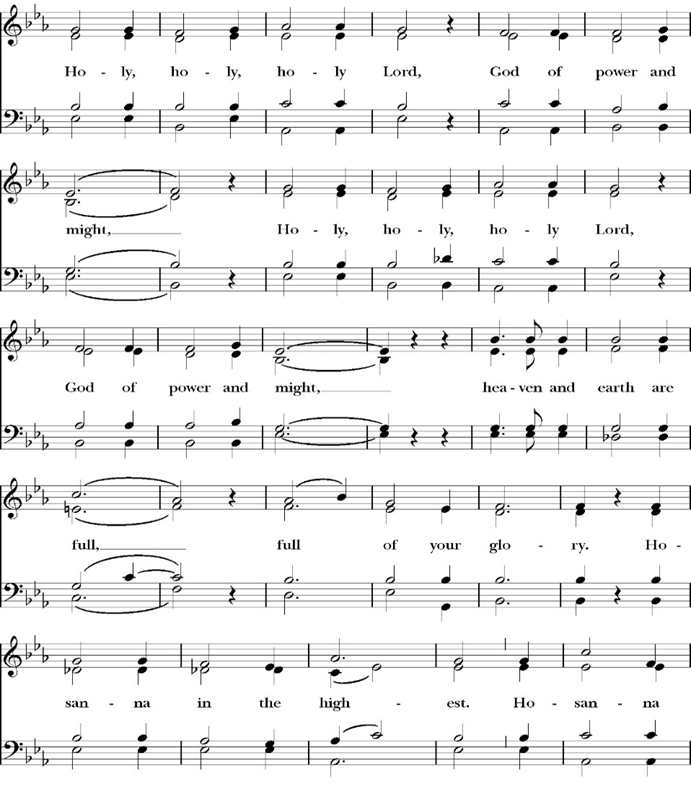 Ho - ly, ho - ly, ho - ly Lord, God of power and
might, Ho - ly, ho - ly, ho - ly Lord,
God of power and might, hea - ven and earth are
full, full of your glo - ry. Ho -
san - na in the high - est. Ho - san - na